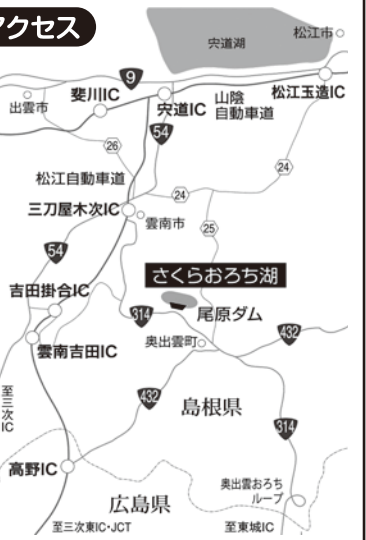 アクセス
宍道湖
松江市
9
出雲市
斐川IC
宍道IC
山陰
自動車道
松江玉造IC
54
26
24
松江自動車道
24
三刀屋木次IC
雲南市
25
54
さくらおろち湖
吉田掛合IC
314
尾原ダム
432
奥出雲町
雲南吉田IC
至三次IC
432
島根県
314
高野IC
奥出雲おろち
ループ
広島県
至三次東IC・JCT
至東城IC